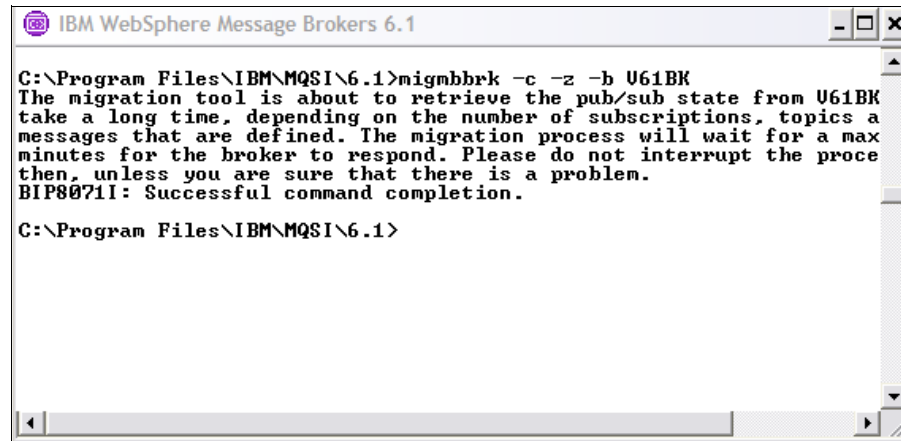 IBM WebSphere Message Brokers 6.1
C:\Program Files\IBM\MQSI\6.1>migmbbrk -c -z -b V61BK
The migration tool is about to retrieve the pub/sub state from V61BK
take a long time, depending on the number of subscriptions, topics a
messages that are defined. The migration process will wait for a max
minutes for the broker to respond. Please do not interrupt the proce
then, unless you are sure that there is a problem.
BIP8071I: Successful command completion.
C:\Program Files\IBM\MQSI\6.1>